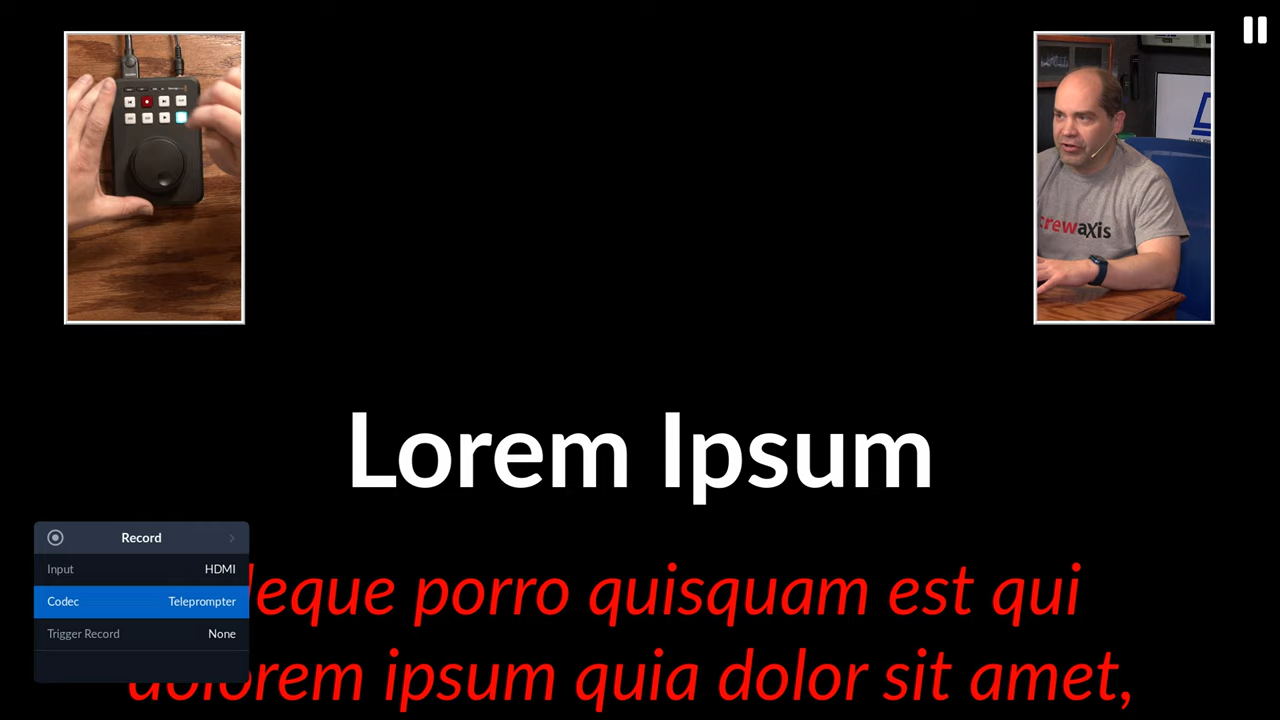 crewaxis
Lorem Ipsum
Record
Input HDMI
Codec Teleprompter
Trigger Record None
eque porro quisquam est qui
dolorem ipsum quia dolor sit amet,